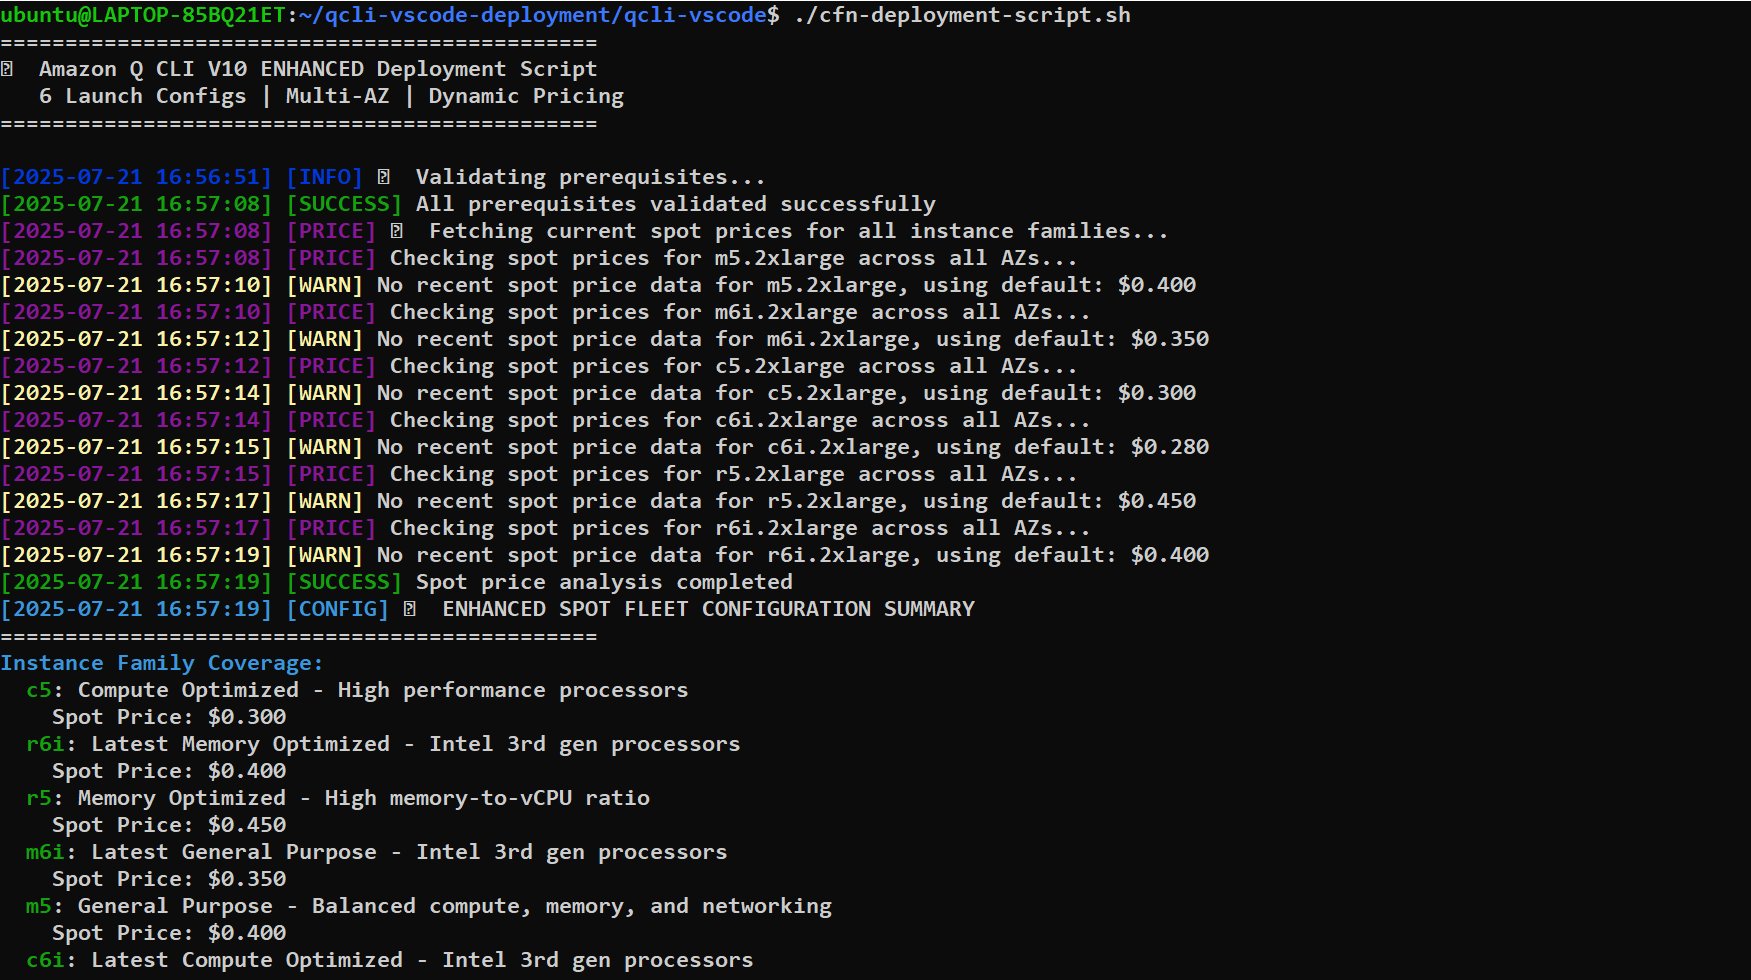 ubuntu@LAPTOP-85BQ21ET:~/qcli-vscode-deployment/qcli-vscode$ ./cfn-deployment-script.sh
==============================================
Amazon Q CLI V10 ENHANCED Deployment Script
6 Launch Configs | Multi-AZ | Dynamic Pricing
==============================================
[2025-07-21 16:56:51] [INFO] Validating prerequisites...
[2025-07-21 16:57:08] [SUCCESS] All prerequisites validated successfully
[2025-07-21 16:57:08] [PRICE] Fetching current spot prices for all instance families...
[2025-07-21 16:57:08] [PRICE] Checking spot prices for m5.2xlarge across all AZs...
[2025-07-21 16:57:10] [WARN] No recent spot price data for m5.2xlarge, using default: $0.400
[2025-07-21 16:57:10] [PRICE] Checking spot prices for m6i.2xlarge across all AZs...
[2025-07-21 16:57:12] [WARN] No recent spot price data for m6i.2xlarge, using default: $0.350
[2025-07-21 16:57:12] [PRICE] Checking spot prices for c5.2xlarge across all AZs...
[2025-07-21 16:57:14] [WARN] No recent spot price data for c5.2xlarge, using default: $0.300
[2025-07-21 16:57:14] [PRICE] Checking spot prices for c6i.2xlarge across all AZs...
[2025-07-21 16:57:15] [WARN] No recent spot price data for c6i.2xlarge, using default: $0.280
[2025-07-21 16:57:15] [PRICE] Checking spot prices for r5.2xlarge across all AZs...
[2025-07-21 16:57:17] [WARN] No recent spot price data for r5.2xlarge, using default: $0.450
[2025-07-21 16:57:17] [PRICE] Checking spot prices for r6i.2xlarge across all AZs...
[2025-07-21 16:57:19] [WARN] No recent spot price data for r6i.2xlarge, using default: $0.400
[2025-07-21 16:57:19] [SUCCESS] Spot price analysis completed
[2025-07-21 16:57:19] [CONFIG] ENHANCED SPOT FLEET CONFIGURATION SUMMARY
==============================================
Instance Family Coverage:
c5: Compute Optimized - High performance processors
Spot Price: $0.300
r6i: Latest Memory Optimized - Intel 3rd gen processors
Spot Price: $0.400
r5: Memory Optimized - High memory-to-vCPU ratio
Spot Price: $0.450
m6i: Latest General Purpose - Intel 3rd gen processors
Spot Price: $0.350
m5: General Purpose - Balanced compute, memory, and networking
Spot Price: $0.400
c6i: Latest Compute Optimized - Intel 3rd gen processors